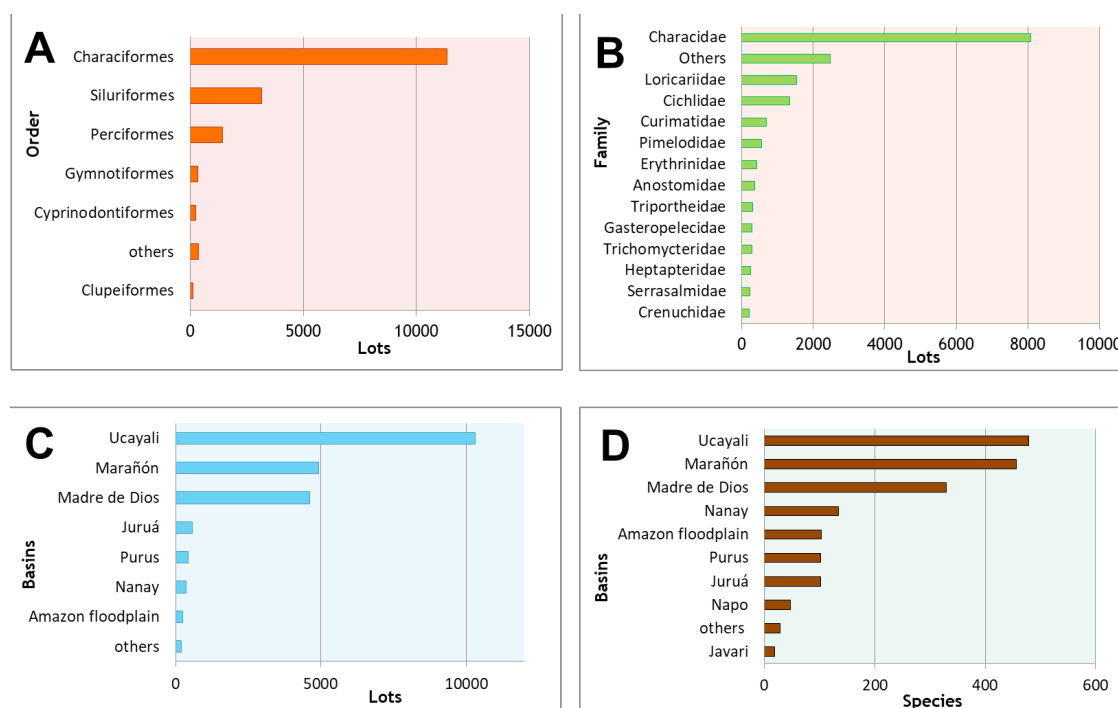 A
Order
Characiformes
Siluriformes
Perciformes
Gymnotiformes
Cyprinodontiformes
others
Clupeiformes
0 5000 10000 15000
Lots
B
Family
Characidae
Others
Loricariidae
Cichlidae
Curimatidae
Pimelodidae
Erythrinidae
Anostomidae
Triportheidae
Gasteropelecidae
Trichomycteridae
Heptapteridae
Serrasalmidae
Crenuchidae
0 2000 4000 6000 8000 10000
Lots
C
Basins
Ucayali
Marañón
Madre de Dios
Juruá
Purus
Nanay
Amazon floodplain
others
0 5000 10000
Lots
D
Basins
Ucayali
Marañón
Madre de Dios
Nanay
Amazon floodplain
Purus
Juruá
Napo
others
Javari
0 200 400 600
Species